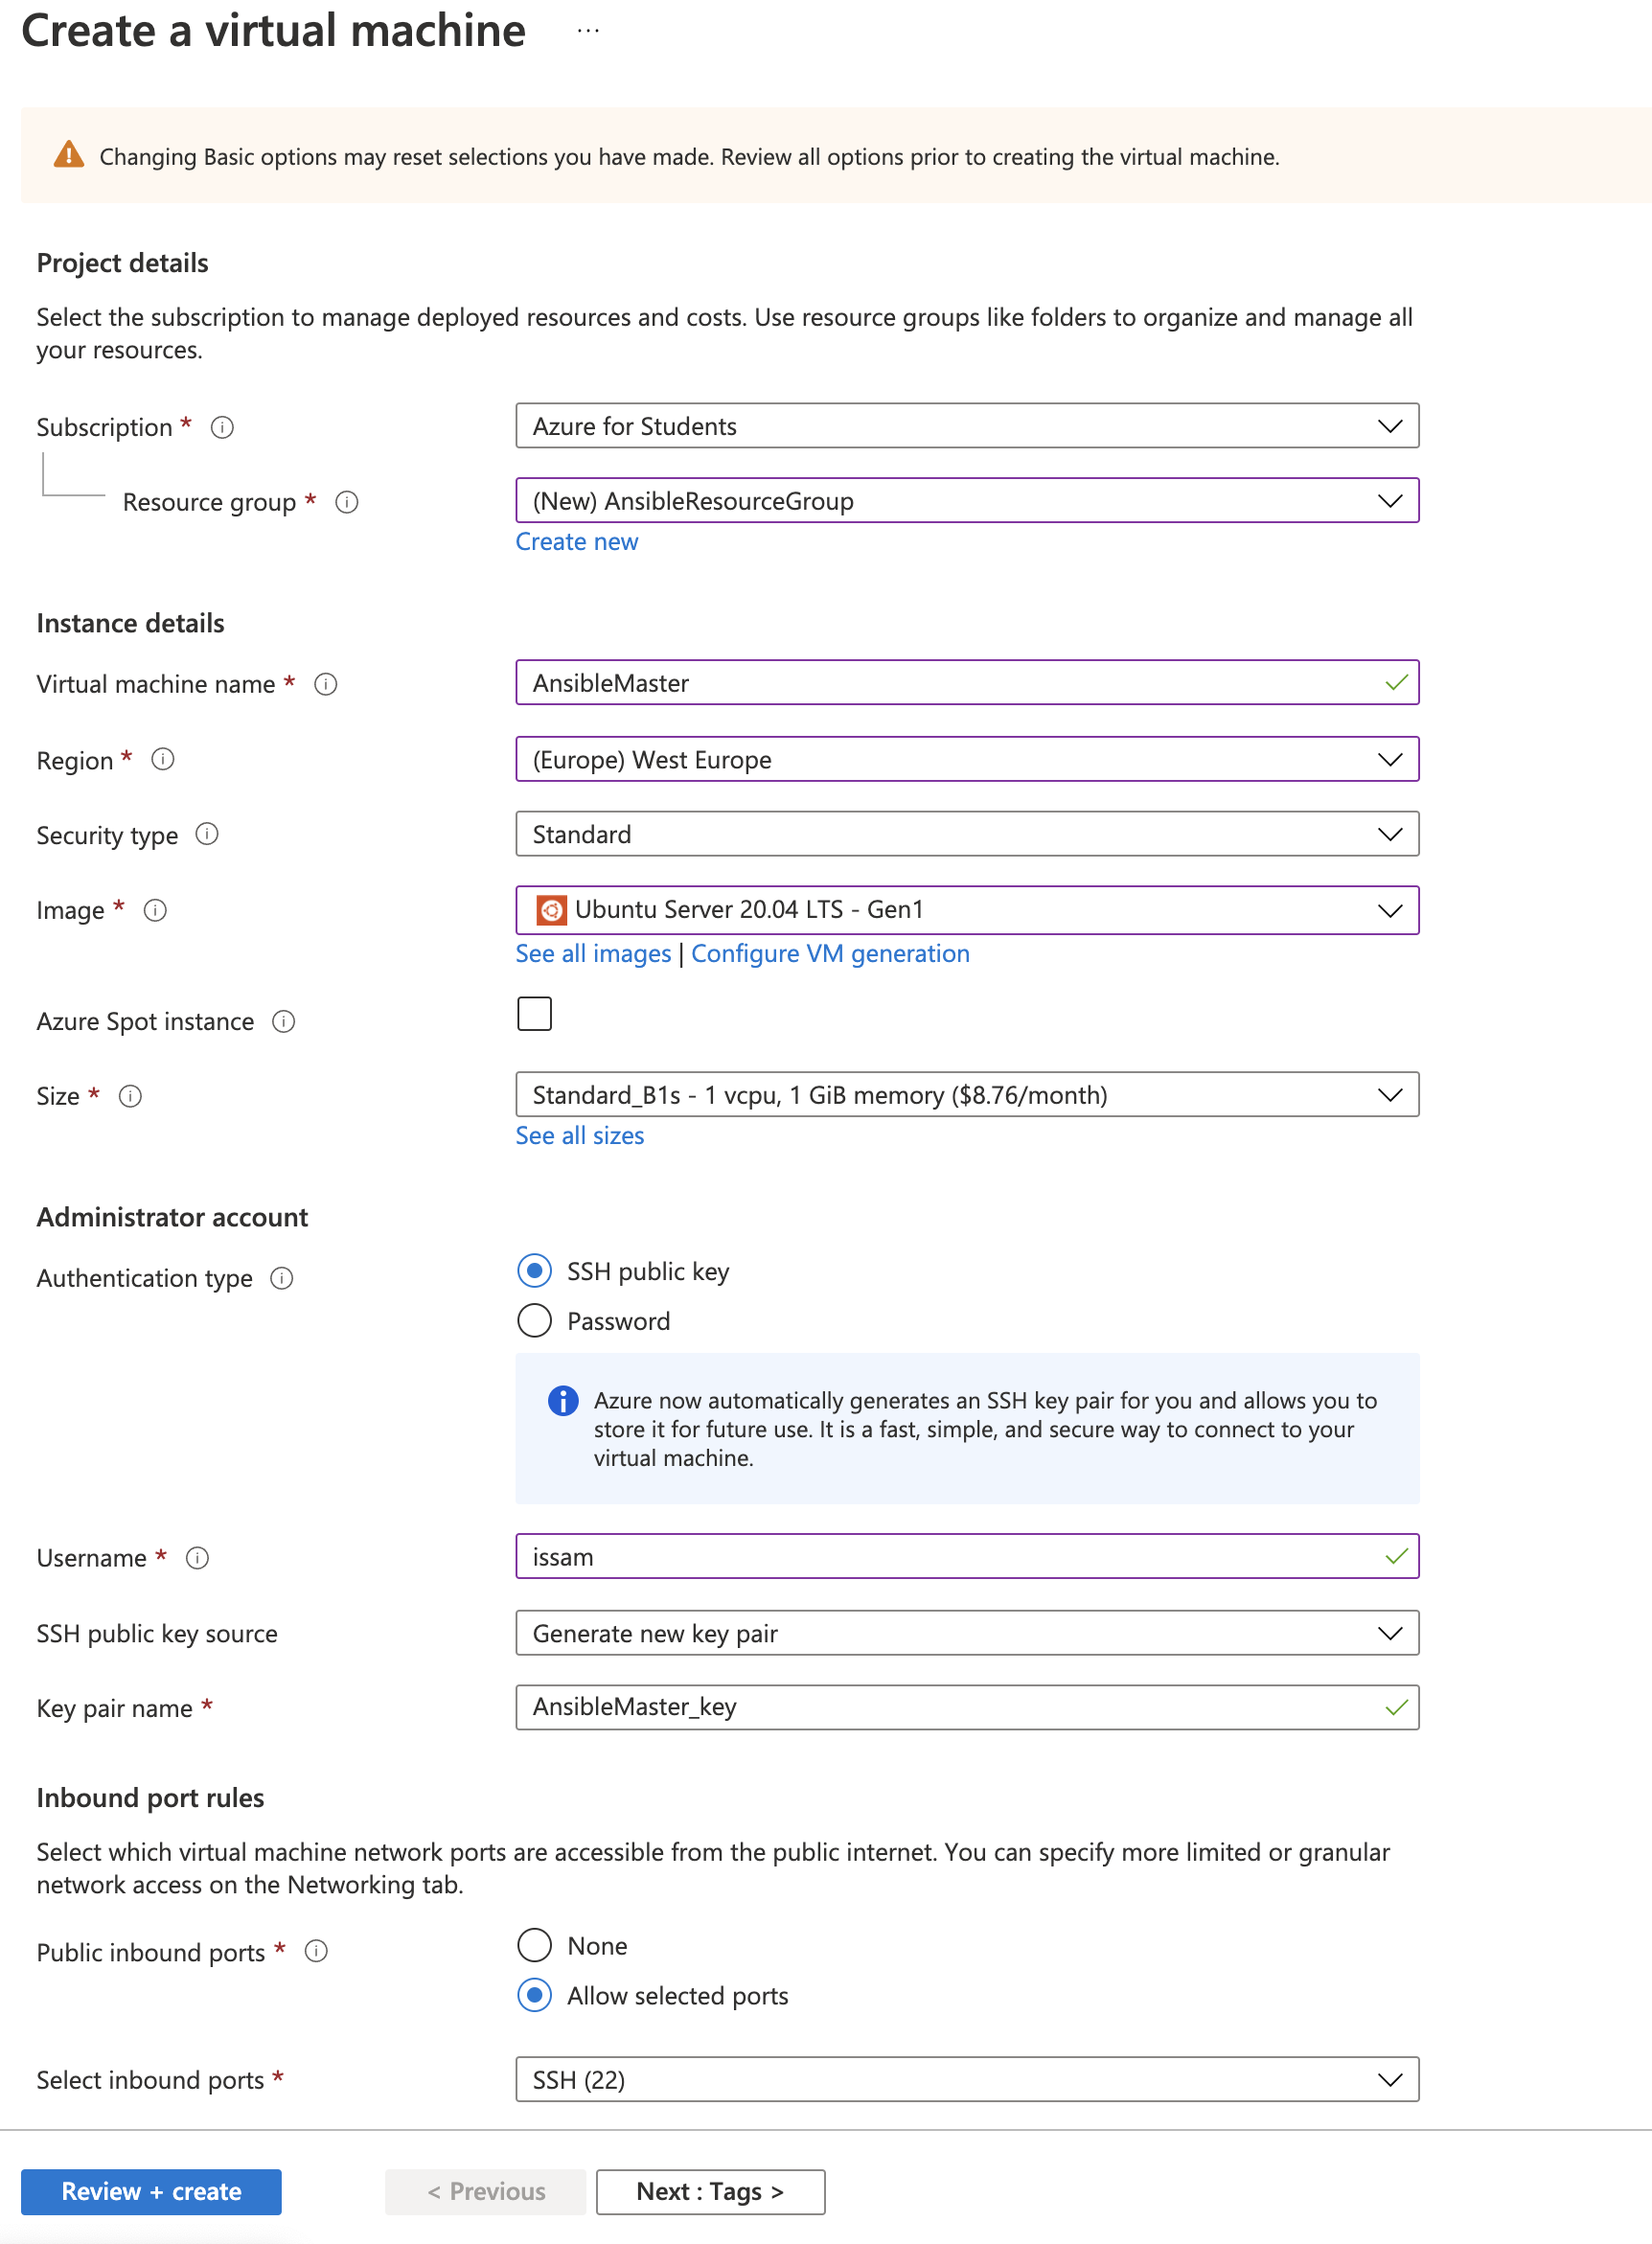 Create a virtual machine ...
Changing Basic options may reset selections you have made. Review all options prior to creating the virtual machine.
Project details
Select the subscription to manage deployed resources and costs. Use resource groups like folders to organize and manage all
your resources.
Subscription *
Azure for Students
Resource group *
(New) AnsibleResourceGroup
Create new
Instance details
Virtual machine name *
AnsibleMaster
Region *
(Europe) West Europe
Security type
Standard
Image *
Ubuntu Server 20.04 LTS - Gen1
See all images | Configure VM generation
Azure Spot instance
Size *
Standard_B1s - 1 vcpu, 1 GiB memory ($8.76/month)
See all sizes
Administrator account
Authentication type
SSH public key
Password
Azure now automatically generates an SSH key pair for you and allows you to
store it for future use. It is a fast, simple, and secure way to connect to your
virtual machine.
Username *
issam
SSH public key source
Generate new key pair
Key pair name *
AnsibleMaster_key
Inbound port rules
Select which virtual machine network ports are accessible from the public internet. You can specify more limited or granular
network access on the Networking tab.
Public inbound ports *
None
Allow selected ports
Select inbound ports *
SSH (22)
Review + create
< Previous
Next : Tags >